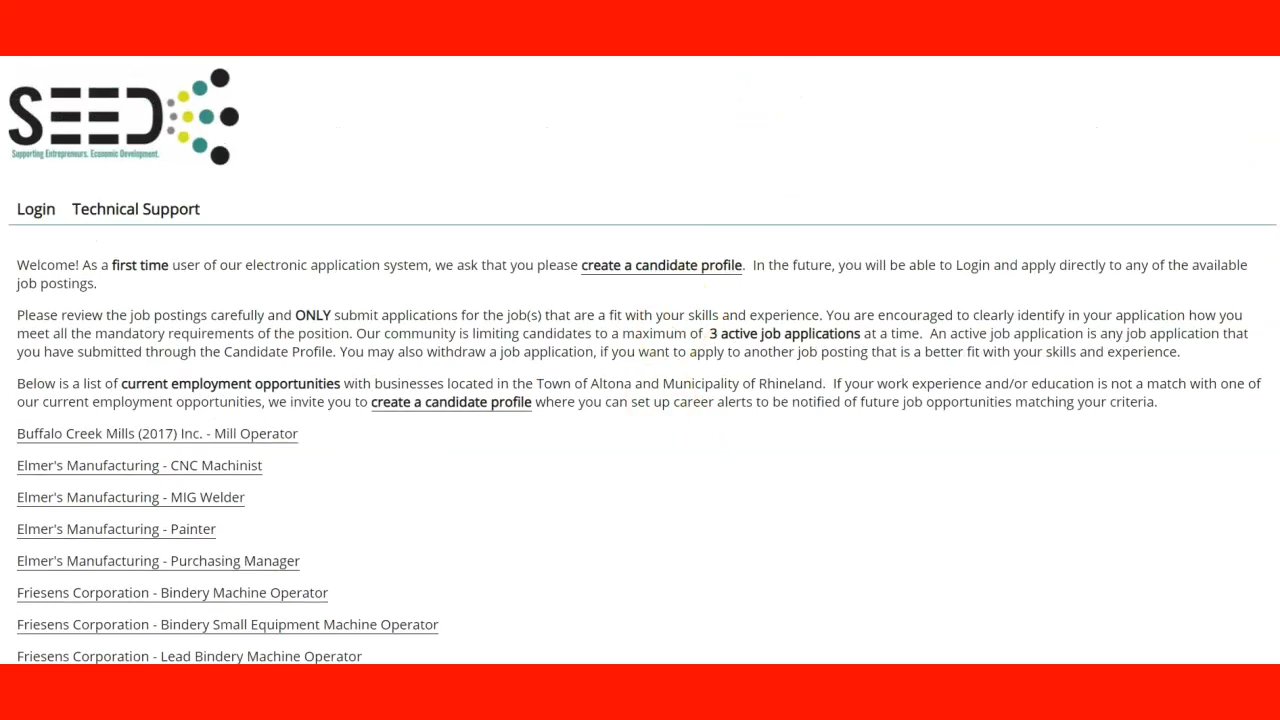 SEED
Supporting Entrepreneurs. Economic Development.
Login Technical Support
Welcome! As a first time user of our electronic application system, we ask that you please create a candidate profile. In the future, you will be able to Login and apply directly to any of the available
job postings.
Please review the job postings carefully and ONLY submit applications for the job(s) that are a fit with your skills and experience. You are encouraged to clearly identify in your application how you
meet all the mandatory requirements of the position. Our community is limiting candidates to a maximum of 3 active job applications at a time. An active job application is any job application that
you have submitted through the Candidate Profile. You may also withdraw a job application, if you want to apply to another job posting that is a better fit with your skills and experience.
Below is a list of current employment opportunities with businesses located in the Town of Altona and Municipality of Rhineland. If your work experience and/or education is not a match with one of
our current employment opportunities, we invite you to create a candidate profile where you can set up career alerts to be notified of future job opportunities matching your criteria.
Buffalo Creek Mills (2017) Inc. - Mill Operator
Elmer's Manufacturing - CNC Machinist
Elmer's Manufacturing - MIG Welder
Elmer's Manufacturing - Painter
Elmer's Manufacturing - Purchasing Manager
Friesens Corporation - Bindery Machine Operator
Friesens Corporation - Bindery Small Equipment Machine Operator
Friesens Corporation - Lead Bindery Machine Operator